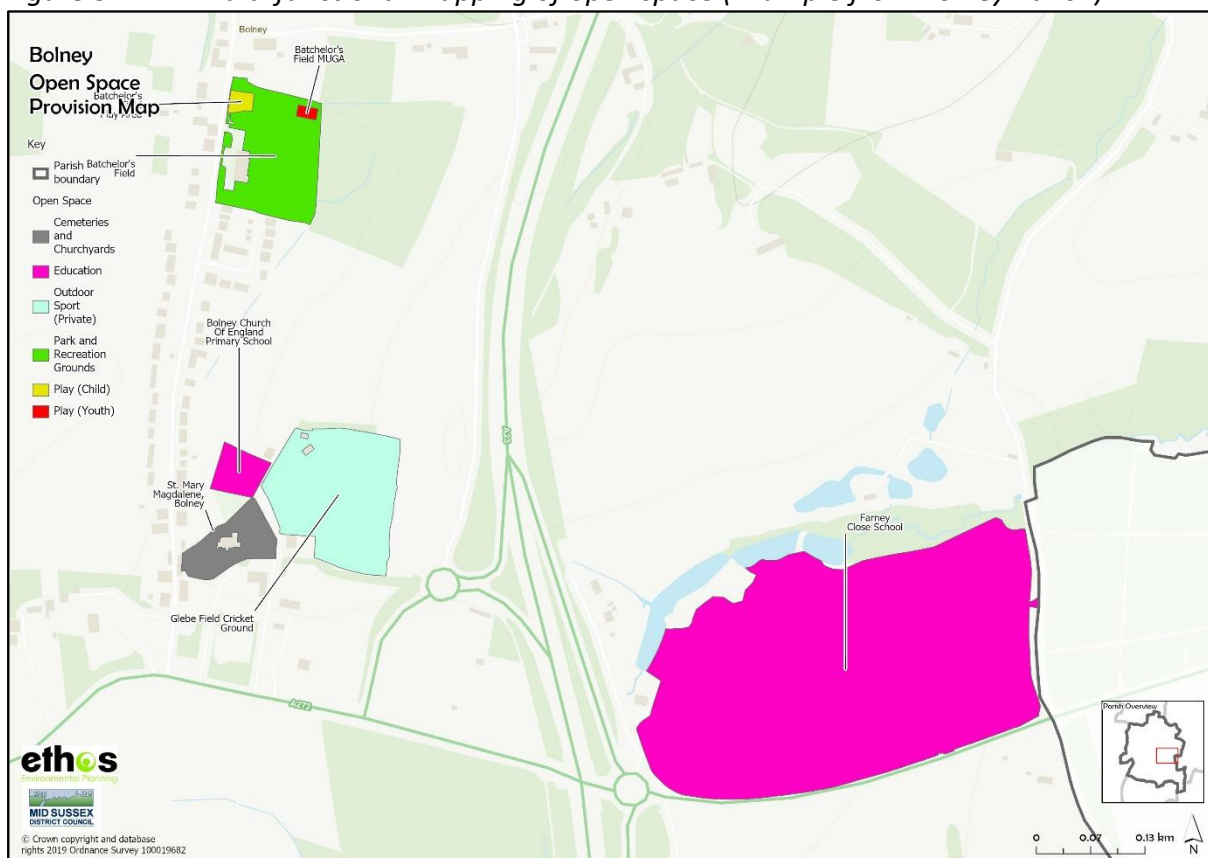 Bolney
Open Space
Provision Map
Key
Parish
boundary
Open Space
Cemeteries
and
Churchyards
Education
Outdoor
Sport
(Private)
Park and
Recreation
Grounds
Play (Child)
Play (Youth)
Bolney
Batchelor's
Field MUGA
Batchelor's
Play Area
Batchelor's
Field
Bolney Church
Of England
Primary School
St. Mary
Magdalene,
Bolney
Glebe Field Cricket
Ground
Farney
Close School
A23
A272
Parish Overview
ethos
Environmental Planning
MID SUSSEX
DISTRICT COUNCIL
© Crown copyright and database
rights 2019 Ordnance Survey 100019682
0 0.07 0.13 km
N